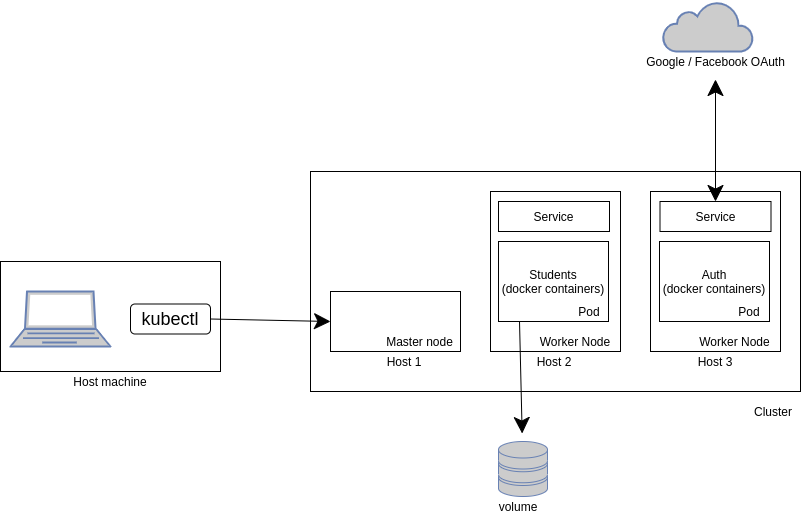 Google / Facebook OAuth
Service
Service
Students
(docker containers)
Pod
Auth
(docker containers)
Pod
kubectl
Master node
Worker Node
Worker Node
Host 1
Host 2
Host 3
Host machine
Cluster
volume